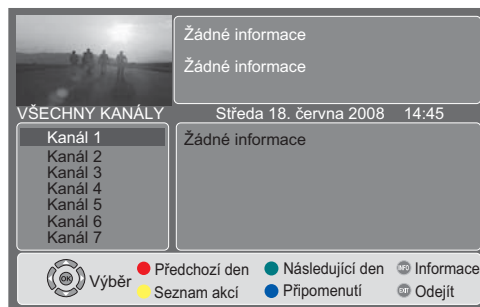 Žádné informace
Žádné informace
VŠECHNY KANÁLY
Středa 18. června 2008 14:45
Kanál 1
Kanál 2
Kanál 3
Kanál 4
Kanál 5
Kanál 6
Kanál 7
Žádné informace
OK
Výběr
Předchozí den
Následující den
INFO Informace
Seznam akcí
Připomenutí
EXIT Odejít